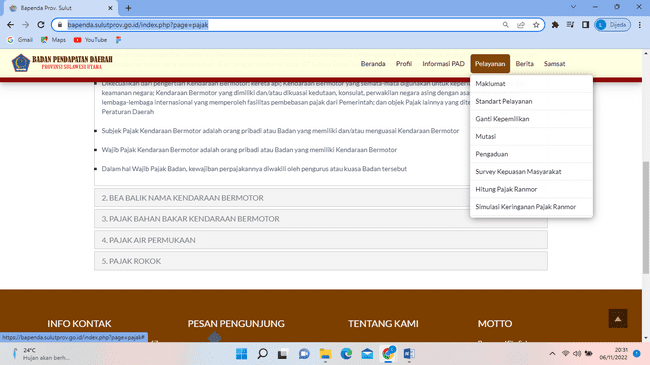 Bapenda Prov. Sulut
bapenda.sulutprov.go.id/index.php?page=pajak
L
Dijeda
Gmail
Maps
YouTube
BADAN PENDAPATAN DAERAH
PROVINSI SULAWESI UTARA
Beranda
Profil
Informasi PAD
Pelayanan
Berita
Samsat
Maklumat
Standart Pelayanan
Ganti Kepemilikan
Mutasi
Pengaduan
Survey Kepuasan Masyarakat
Hitung Pajak Ranmor
Simulasi Keringanan Pajak Ranmor
Dikecualikan dari pengertian Kendaraan Bermotor; kereta api; Kendaraan Bermotor yang semata-mata digunakan untuk
keamanan negara; Kendaraan Bermotor yang dimiliki dan/atau dikuasai kedutaan, konsulat, perwakilan negara asing dengan
lembaga-lembaga internasional yang memperoleh fasilitas pembebasan pajak dari Pemerintah; dan objek Pajak lainnya yang
Peraturan Daerah
Subjek Pajak Kendaraan Bermotor adalah orang pribadi atau Badan yang memiliki dan/atau menguasai Kendaraan Bermotor
Wajib Pajak Kendaraan Bermotor adalah orang pribadi atau Badan yang memiliki Kendaraan Bermotor
Dalam hal Wajib Pajak Badan, kewajiban perpajakannya diwakili oleh pengurus atau kuasa Badan tersebut
2. BEA BALIK NAMA KENDARAAN BERMOTOR
3. PAJAK BAHAN BAKAR KENDARAAN BERMOTOR
4. PAJAK AIR PERMUKAAN
5. PAJAK ROKOK
INFO KONTAK
PESAN PENGUNJUNG
TENTANG KAMI
MOTTO
https://bapenda.sulutprov.go.id/index.php?page=pajak#
24°C
Hujan akan berh...
20:31
06/11/2022